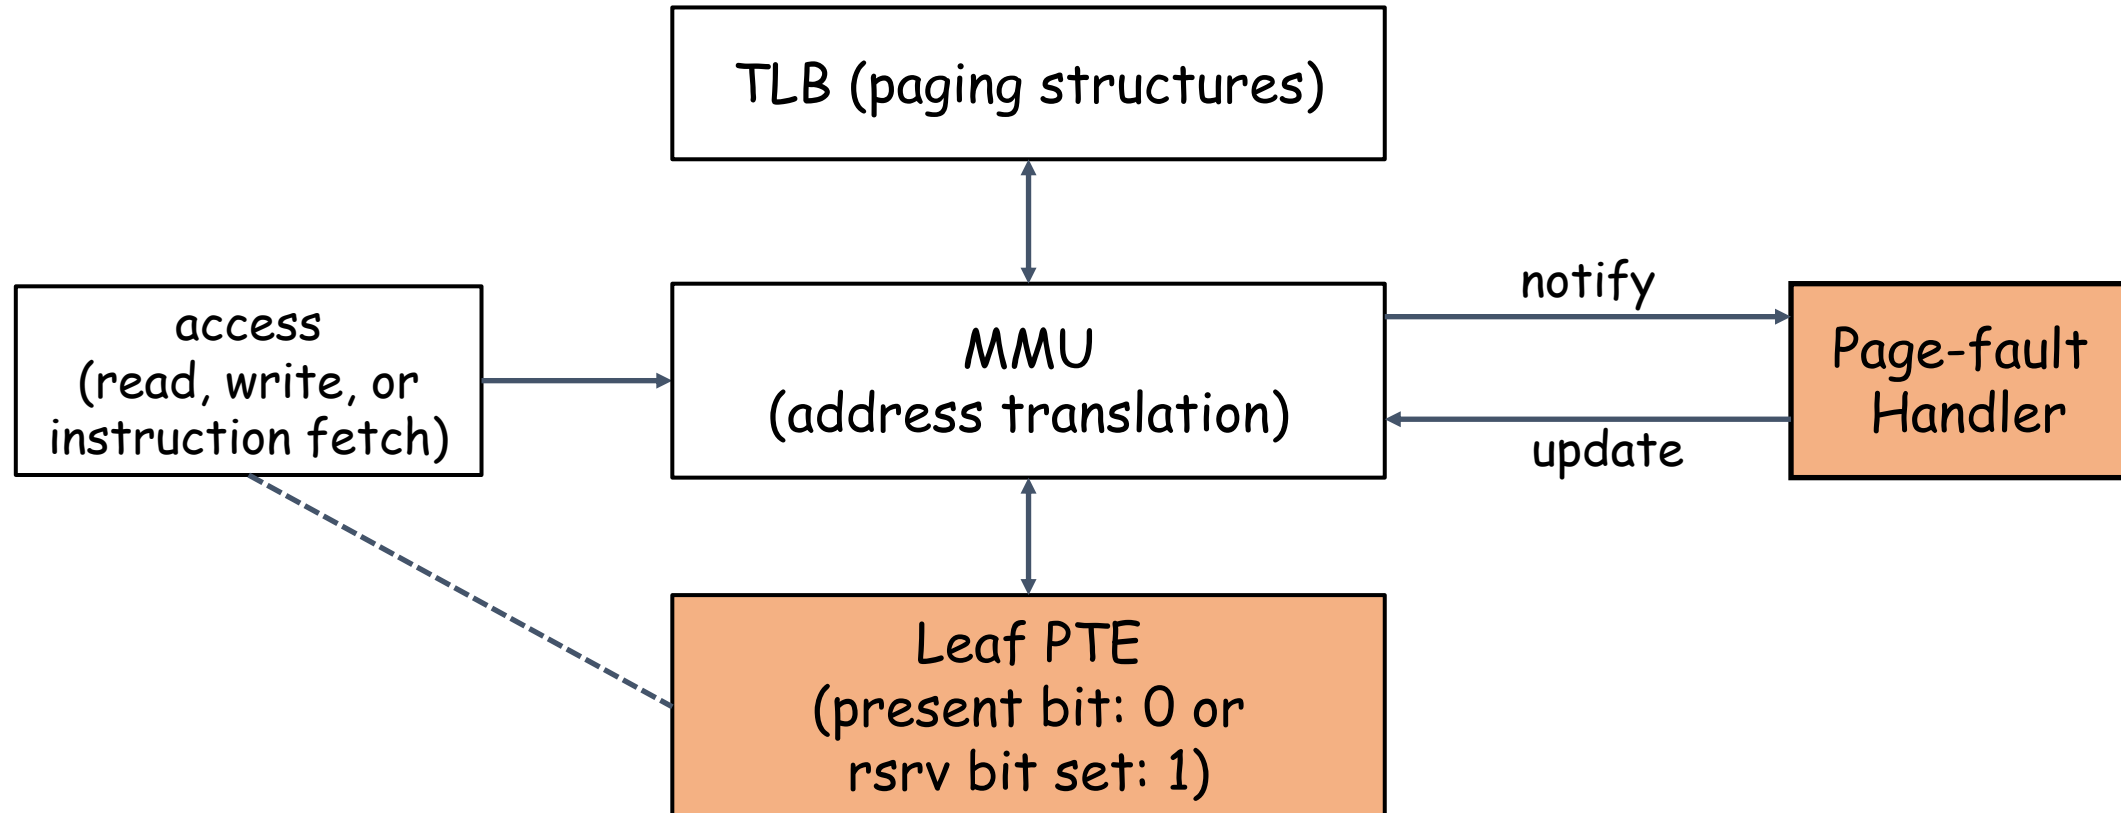 TLB (paging structures)
access
(read, write, or
instruction fetch)
MMU
(address translation)
notify
update
Page-fault
Handler
Leaf PTE
(present bit: 0 or
rsrv bit set: 1)